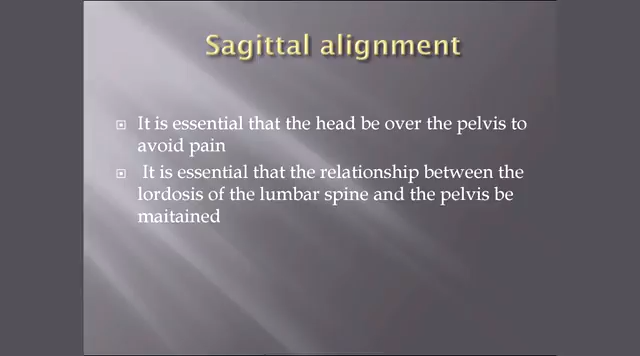 Sagittal alignment
It is essential that the head be over the pelvis to
avoid pain
It is essential that the relationship between the
lordosis of the lumbar spine and the pelvis be
maitained